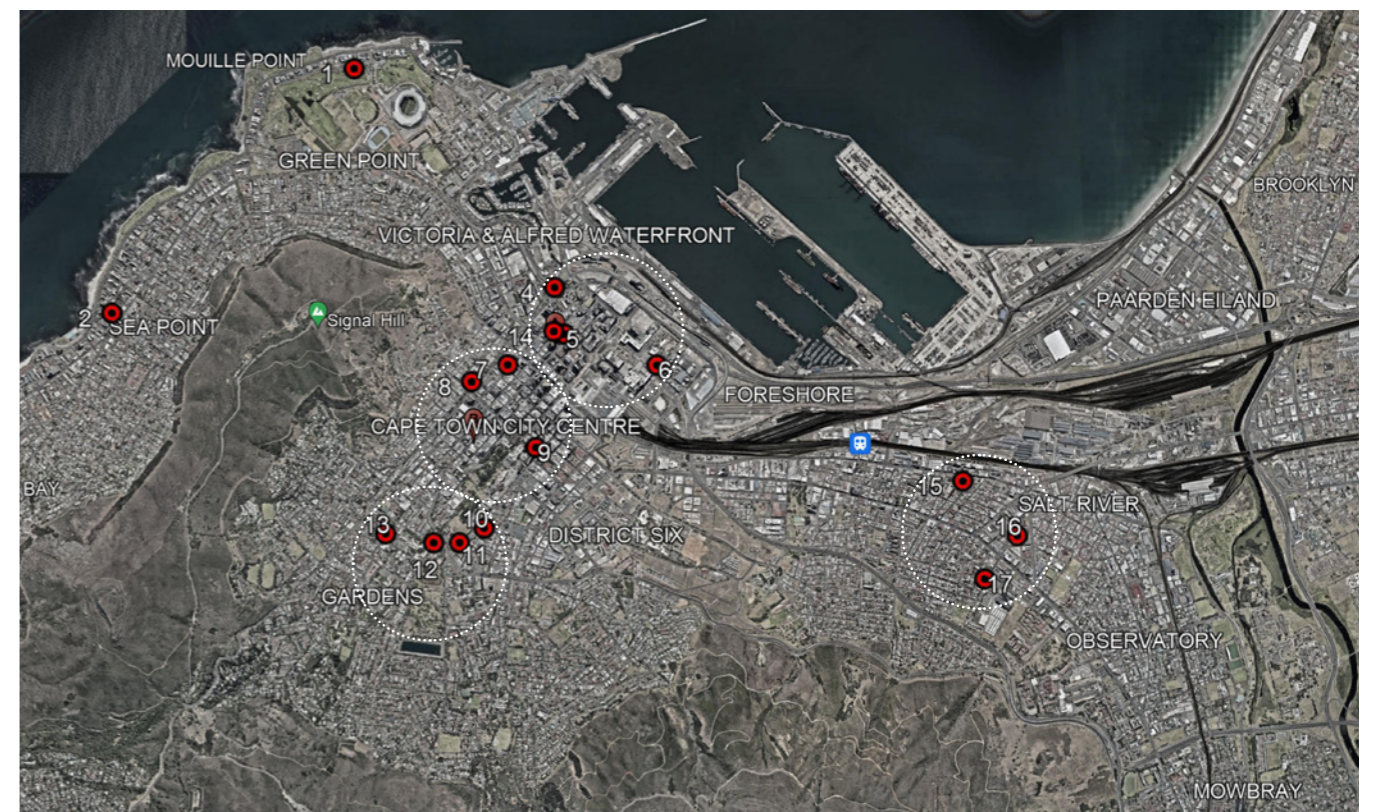 MOUILLE POINT
1
GREEN POINT
BROOKLYN
VICTORIA & ALFRED WATERFRONT
4
PAARDEN EILAND
2
SEA POINT
Signal Hill
14
5
7
6
8
FORESHORE
CAPE TOWN CITY CENTRE
9
BAY
15
SALT RIVER
13
10
16
DISTRICT SIX
11
12
17
GARDENS
OBSERVATORY
MOWBRAY